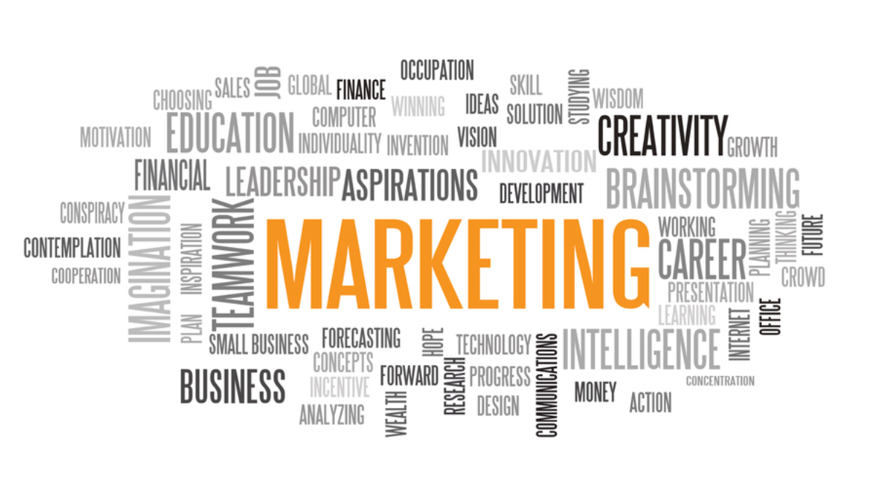 OCCUPATION
CHOOSING
SALES
JOB
GLOBAL
FINANCE
WINNING
IDEAS
SKILL
SOLUTION
STUDYING
WISDOM
MOTIVATION
EDUCATION
COMPUTER
INDIVIDUALITY
INVENTION
VISION
CREATIVITY
GROWTH
INNOVATION
FINANCIAL
LEADERSHIP
ASPIRATIONS
DEVELOPMENT
BRAINSTORMING
CONSPIRACY
CONTEMPLATION
COOPERATION
IMAGINATION
PLAN
INSPIRATION
TEAMWORK
MARKETING
WORKING
CAREER
PLANNING
THINKING
FUTURE
CROWD
PRESENTATION
LEARNING
INTERNET
OFFICE
SMALL BUSINESS
FORECASTING
HOPE
TECHNOLOGY
COMMUNICATIONS
INTELLIGENCE
CONCEPTS
BUSINESS
INCENTIVE
FORWARD
RESEARCH
PROGRESS
CONCENTRATION
MONEY
ACTION
ANALYZING
WEALTH
DESIGN